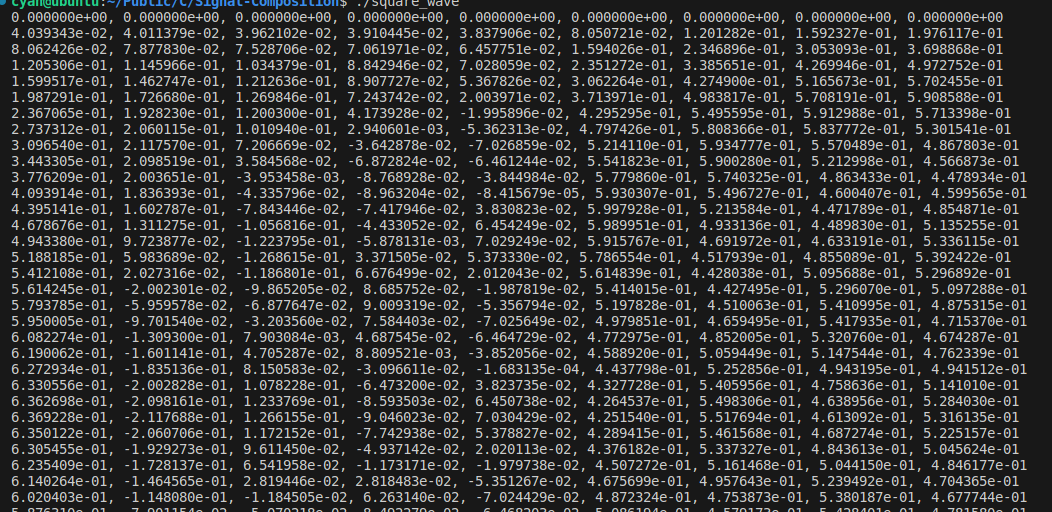 cyan@ubuntu:~/Public/C/Signal-Composition$ ./square_wave
0.000000e+00, 0.000000e+00, 0.000000e+00, 0.000000e+00, 0.000000e+00, 0.000000e+00, 0.000000e+00, 0.000000e+00, 0.000000e+00
4.039343e-02, 4.011379e-02, 3.962102e-02, 3.910445e-02, 3.837906e-02, 8.050721e-02, 1.201282e-01, 1.592327e-01, 1.976117e-01
8.062426e-02, 7.877830e-02, 7.528706e-02, 7.061971e-02, 6.457751e-02, 1.594026e-01, 2.346896e-01, 3.053093e-01, 3.698868e-01
1.205306e-01, 1.145966e-01, 1.034379e-01, 8.842946e-02, 7.028059e-02, 2.351272e-01, 3.385651e-01, 4.269946e-01, 4.972752e-01
1.599517e-01, 1.462747e-01, 1.212636e-01, 8.907727e-02, 5.367826e-02, 3.062264e-01, 4.274900e-01, 5.165673e-01, 5.702455e-01
1.987291e-01, 1.726680e-01, 1.269846e-01, 7.243742e-02, 2.003971e-02, 3.713971e-01, 4.983817e-01, 5.708191e-01, 5.908588e-01
2.367065e-01, 1.928230e-01, 1.200300e-01, 4.173928e-02, -1.995896e-02, 4.295295e-01, 5.495595e-01, 5.912988e-01, 5.713398e-01
2.737312e-01, 2.060115e-01, 1.010940e-01, 2.940601e-03, -5.362313e-02, 4.797426e-01, 5.808366e-01, 5.837772e-01, 5.301541e-01
3.096540e-01, 2.117570e-01, 7.206669e-02, -3.642878e-02, -7.026859e-02, 5.214110e-01, 5.934777e-01, 5.570489e-01, 4.867803e-01
3.443305e-01, 2.098519e-01, 3.584568e-02, -6.872824e-02, -6.461244e-02, 5.541823e-01, 5.900280e-01, 5.212998e-01, 4.566873e-01
3.776209e-01, 2.003651e-01, -3.953458e-03, -8.768928e-02, -3.844984e-02, 5.779860e-01, 5.740325e-01, 4.863433e-01, 4.478934e-01
4.093914e-01, 1.836393e-01, -4.335796e-02, -8.963204e-02, -8.415679e-05, 5.930307e-01, 5.496727e-01, 4.600407e-01, 4.599565e-01
4.395141e-01, 1.602787e-01, -7.843446e-02, -7.417946e-02, 3.830823e-02, 5.997928e-01, 5.213584e-01, 4.471789e-01, 4.854871e-01
4.678676e-01, 1.311275e-01, -1.056816e-01, -4.433052e-02, 6.454249e-02, 5.989951e-01, 4.933136e-01, 4.489830e-01, 5.135255e-01
4.943380e-01, 9.723877e-02, -1.223795e-01, -5.878131e-03, 7.029249e-02, 5.915767e-01, 4.691972e-01, 4.633191e-01, 5.336115e-01
5.188185e-01, 5.983689e-02, -1.268615e-01, 3.371505e-02, 5.373330e-02, 5.786554e-01, 4.517939e-01, 4.855089e-01, 5.392422e-01
5.412108e-01, 2.027316e-02, -1.186801e-01, 6.676499e-02, 2.012043e-02, 5.614839e-01, 4.428038e-01, 5.095688e-01, 5.296892e-01
5.614245e-01, -2.002301e-02, -9.865205e-02, 8.685752e-02, -1.987819e-02, 5.414015e-01, 4.427495e-01, 5.296070e-01, 5.097288e-01
5.793785e-01, -5.959578e-02, -6.877647e-02, 9.009319e-02, -5.356794e-02, 5.197828e-01, 4.510063e-01, 5.410995e-01, 4.875315e-01
5.950005e-01, -9.701540e-02, -3.203560e-02, 7.584403e-02, -7.025649e-02, 4.979851e-01, 4.659495e-01, 5.417935e-01, 4.715370e-01
6.082274e-01, -1.309300e-01, 7.903084e-03, 4.687545e-02, -6.464729e-02, 4.772975e-01, 4.852005e-01, 5.320760e-01, 4.674287e-01
6.190062e-01, -1.601141e-01, 4.705287e-02, 8.809521e-03, -3.852056e-02, 4.588920e-01, 5.059449e-01, 5.147544e-01, 4.762339e-01
6.272934e-01, -1.835136e-01, 8.150583e-02, -3.096611e-02, -1.683135e-04, 4.437798e-01, 5.252856e-01, 4.943195e-01, 4.941512e-01
6.330556e-01, -2.002828e-01, 1.078228e-01, -6.473200e-02, 3.823735e-02, 4.327728e-01, 5.405956e-01, 4.758636e-01, 5.141010e-01
6.362698e-01, -2.098161e-01, 1.233769e-01, -8.593503e-02, 6.450738e-02, 4.264537e-01, 5.498306e-01, 4.638956e-01, 5.284030e-01
6.369228e-01, -2.117688e-01, 1.266155e-01, -9.046023e-02, 7.030429e-02, 4.251540e-01, 5.517694e-01, 4.613092e-01, 5.316135e-01
6.350122e-01, -2.060706e-01, 1.172152e-01, -7.742938e-02, 5.378827e-02, 4.289415e-01, 5.461568e-01, 4.687274e-01, 5.225157e-01
6.305455e-01, -1.929273e-01, 9.611450e-02, -4.937142e-02, 2.020113e-02, 4.376182e-01, 5.337327e-01, 4.843613e-01, 5.045624e-01
6.235409e-01, -1.728137e-01, 6.541958e-02, -1.173171e-02, -1.979738e-02, 4.507272e-01, 5.161468e-01, 5.044150e-01, 4.846177e-01
6.140264e-01, -1.464565e-01, 2.819446e-02, 2.818483e-02, -5.351267e-02, 4.675699e-01, 4.957643e-01, 5.239492e-01, 4.704365e-01
6.020403e-01, -1.148080e-01, -1.184505e-02, 6.263140e-02, -7.024429e-02, 4.872324e-01, 4.753873e-01, 5.380187e-01, 4.677744e-01